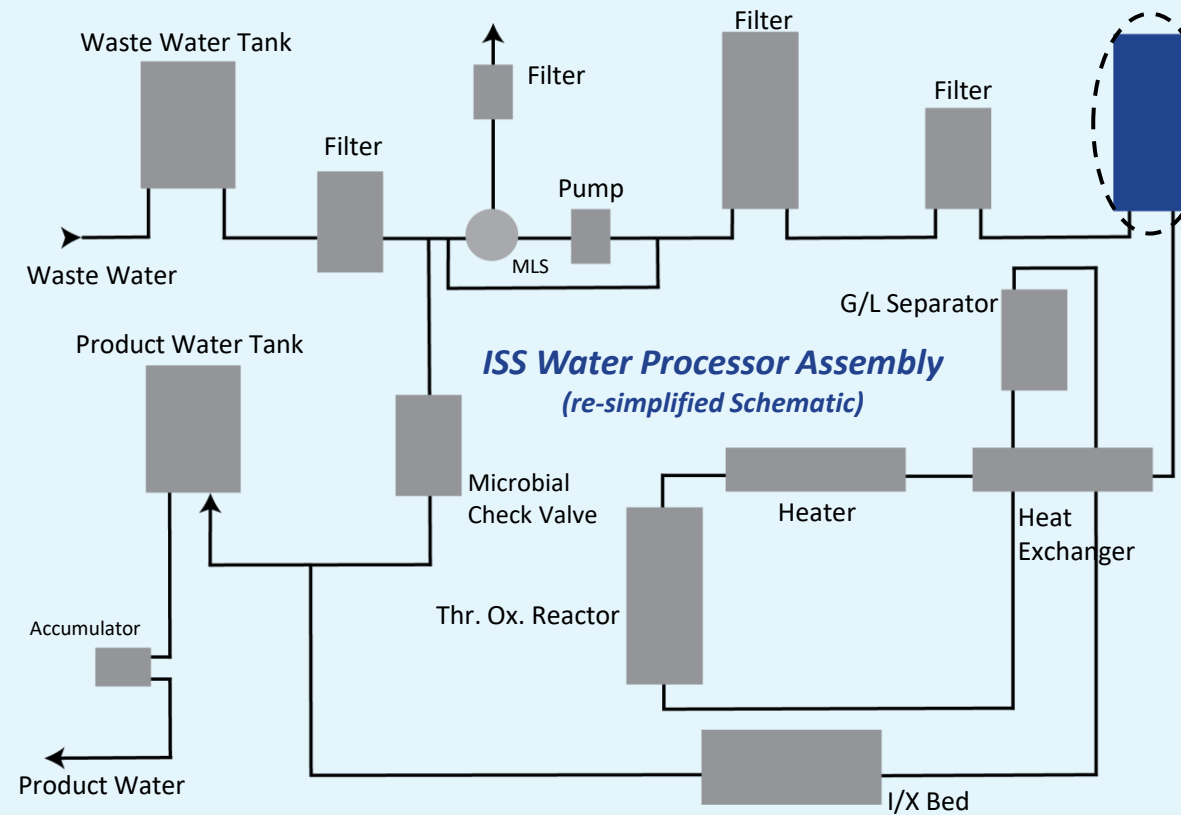 Waste Water Tank
Filter
Filter
Filter
Filter
Pump
MLS
Waste Water
G/L Separator
Product Water Tank
ISS Water Processor Assembly
(re-simplified Schematic)
Microbial
Check Valve
Heater
Heat
Exchanger
Thr. Ox. Reactor
Accumulator
Product Water
I/X Bed